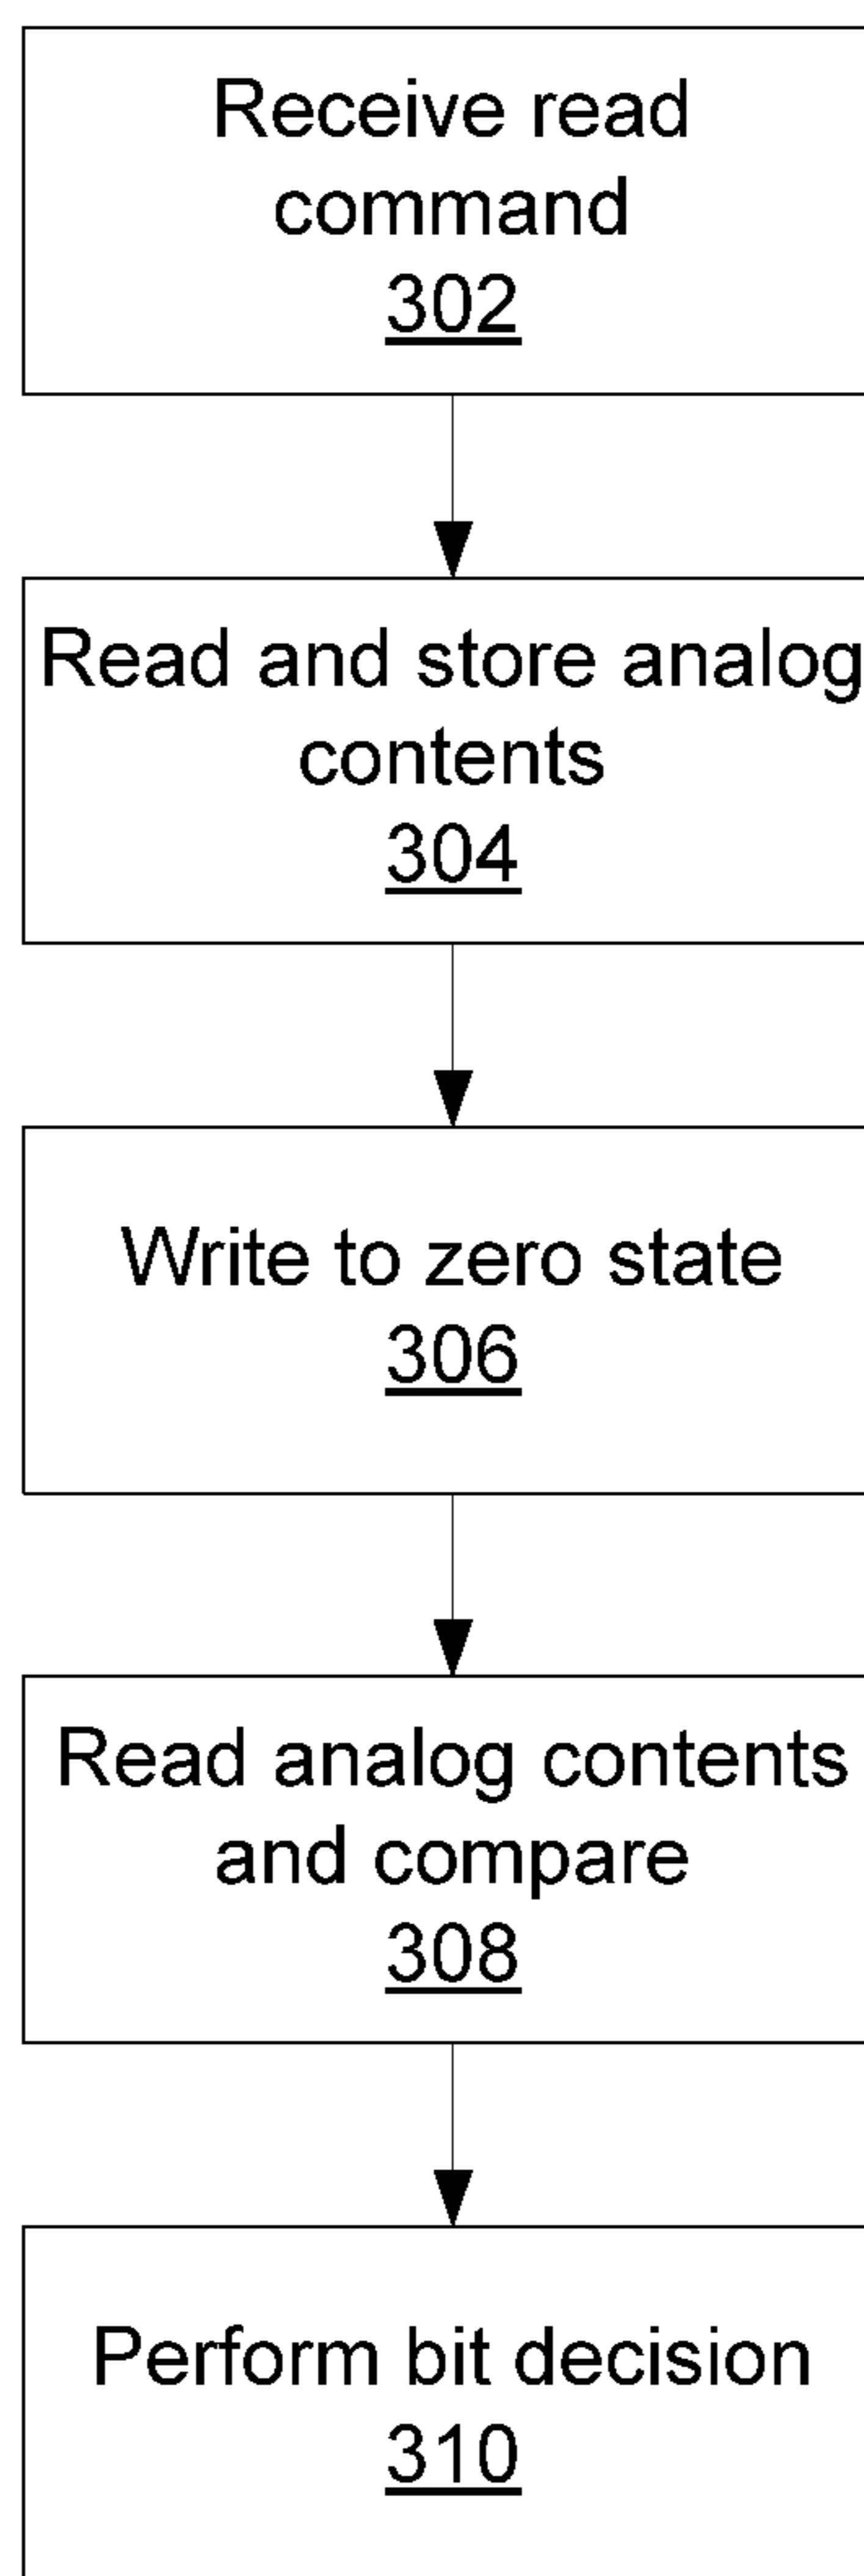 Receive read
command
302
Read and store analog
contents
304
Write to zero state
306
Read analog contents
and compare
308
Perform bit decision
310